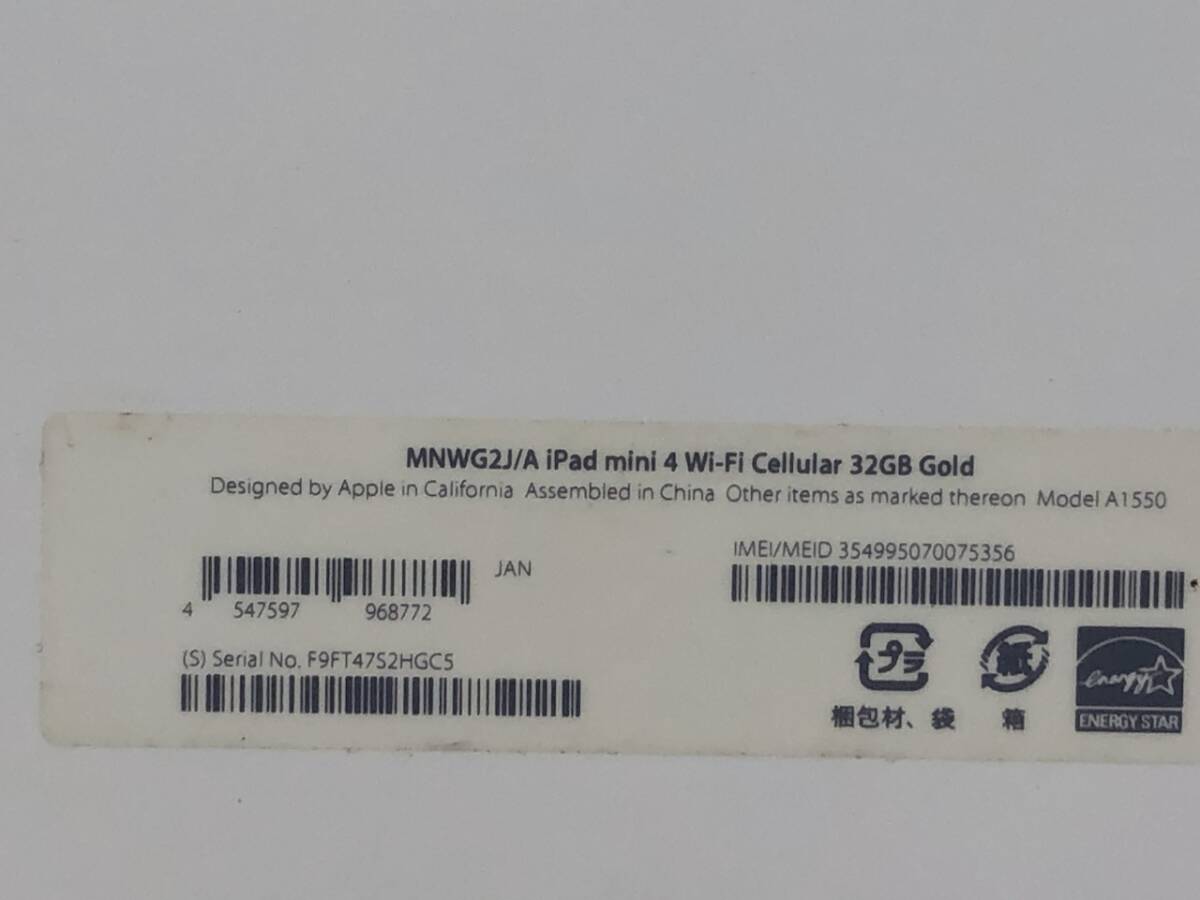 MNWG2J/A iPad mini 4 Wi-Fi Cellular 32GB Gold
Designed by Apple in California Assembled in China Other items as marked thereon Model A1550
JAN
4 547597 968772
IMEI/MEID 354995070075356
(S) Serial No. F9FT47S2HGC5
プラ
紙
energy
梱包材、袋
箱
ENERGY STAR